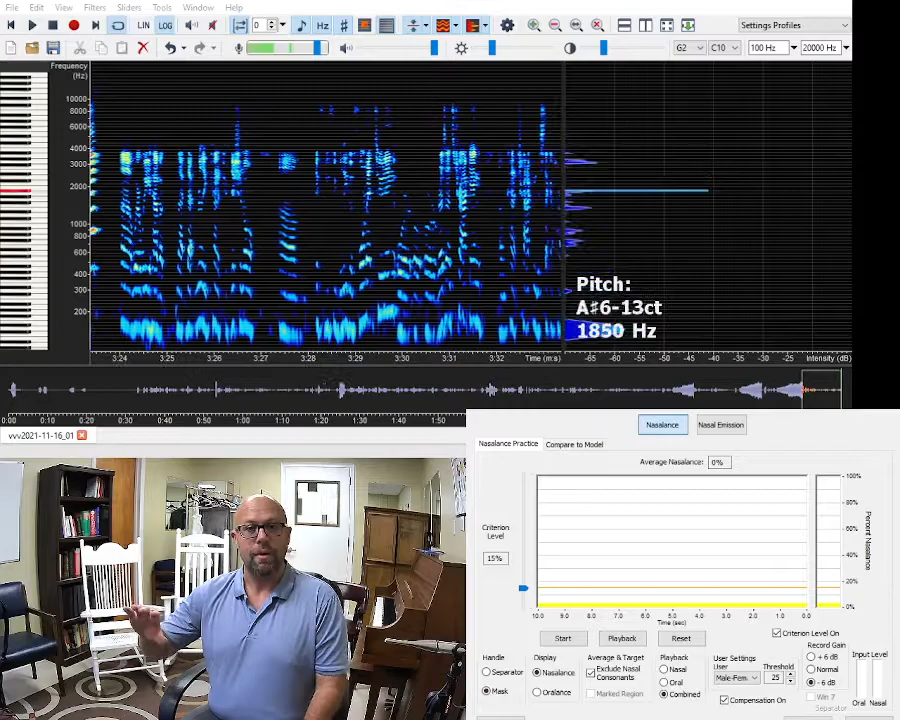 File Edit View Filters Sliders Tools Window Help
LIN LOG 0 Hz Settings Profiles
G2 C10 100 Hz 20000 Hz
Frequency
(Hz)
10000
8000
6000
4000
3000
2000
1000
800
600
400
300
200
Pitch:
A♯6-13ct
1850 Hz
3:24 3:25 3:26 3:27 3:28 3:29 3:30 3:31 3:32 Time (m:s) -65 -60 -55 -50 -45 -40 -35 -30 -25 Intensity (dB)
0:00 0:10 0:20 0:30 0:40 0:50 1:00 1:10 1:20 1:30 1:40 1:50
vvv2021-11-16_01
Nasalance Nasal Emission
Nasalance Practice Compare to Model
Average Nasalance: 0%
Criterion
Level
15%
100%
80%
60%
40%
20%
0%
Percent Nasalance
10.0 9.0 8.0 7.0 6.0 5.0 4.0 3.0 2.0 1.0 0.0
Time (sec)
Start Playback Reset
Criterion Level On
Handle
Separator
Mask
Display
Nasalance
Oralance
Average & Target
Exclude Nasal
Consonants
Marked Region
Playback
Nasal
Oral
Combined
User Settings
User
Male-Fem
Threshold
25
Compensation On
Record Gain
+ 6 dB
Normal
- 6 dB
Win 7
Separator
Input Level
Oral Nasal